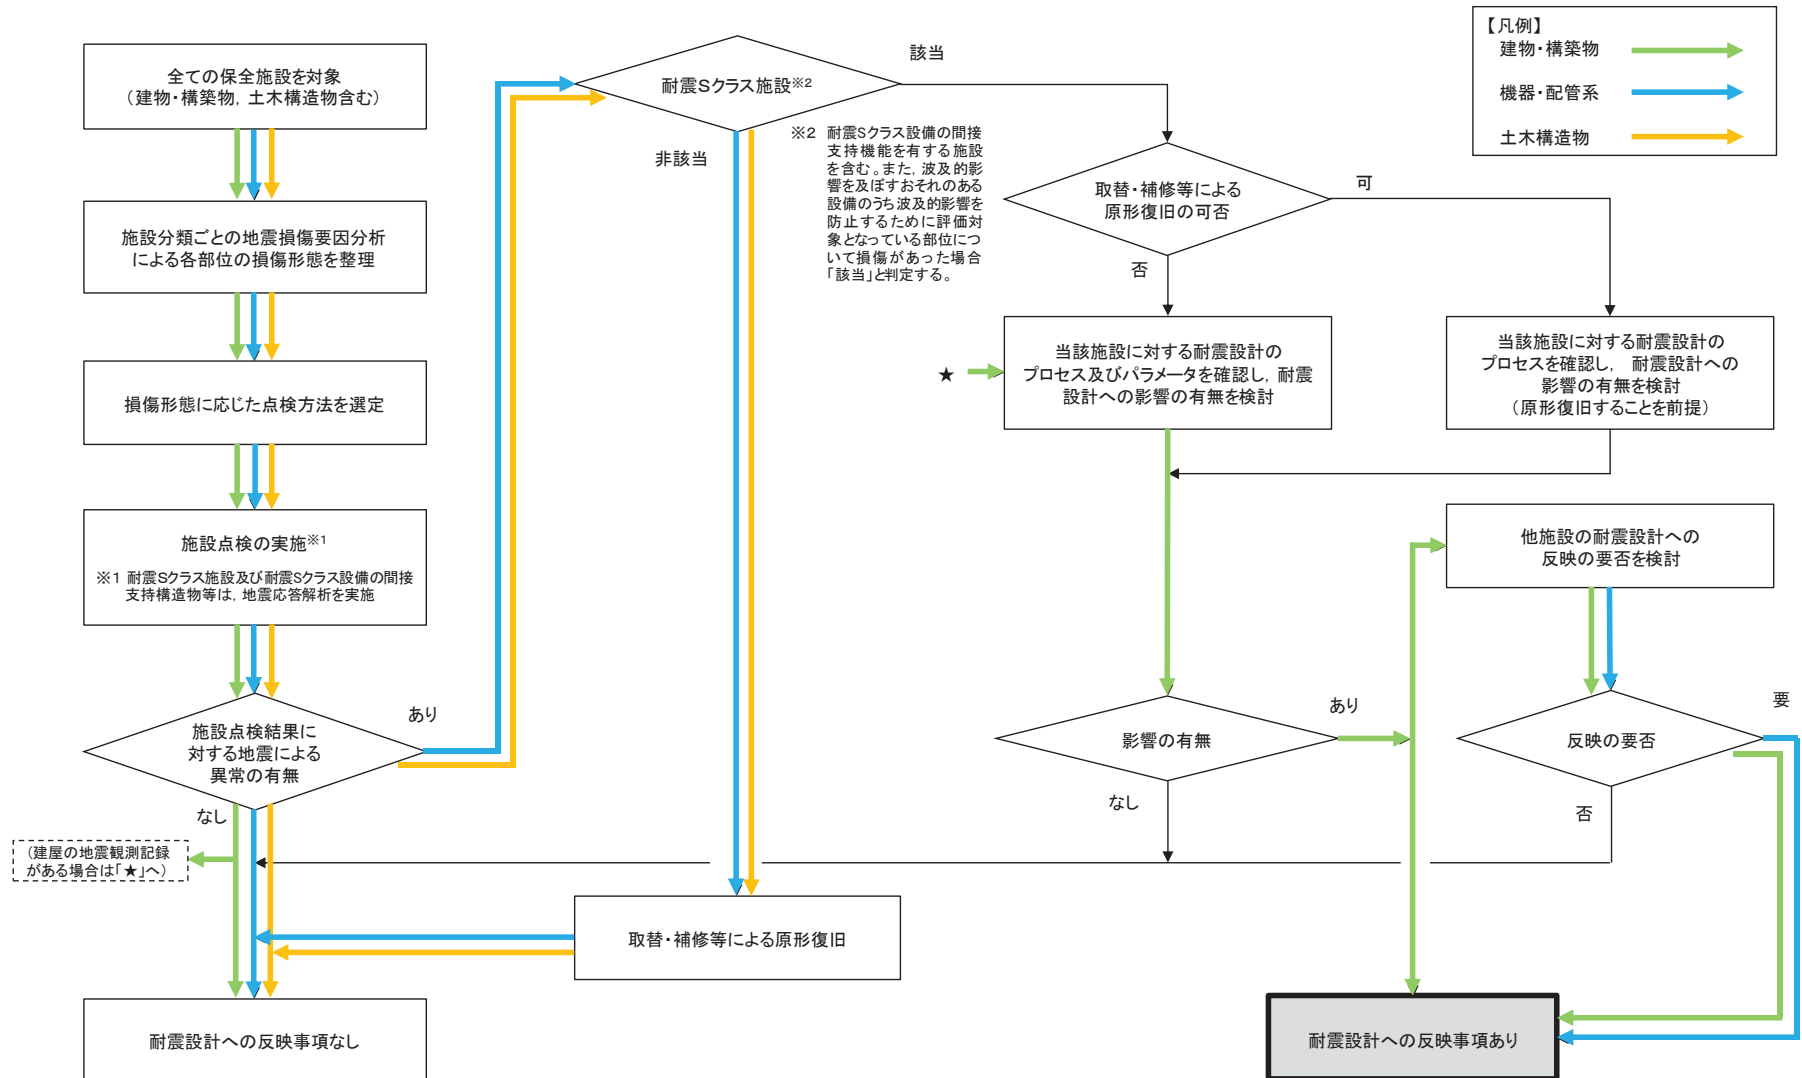 全ての保全施設を対象
（建物・構築物，土木構造物含む）
施設分類ごとの地震損傷要因分析
による各部位の損傷形態を整理
損傷形態に応じた点検方法を選定
施設点検の実施※1
※1 耐震Sクラス施設及び耐震Sクラス設備の間接
支持構造物等は，地震応答解析を実施
施設点検結果に
対する地震による
異常の有無
あり
なし
（建屋の地震観測記録
がある場合は「★」へ）
耐震設計への反映事項なし
耐震Sクラス施設※2
該当
非該当
※2 耐震Sクラス設備の間接
支持機能を有する施設
を含む。また，波及的影
響を及ぼすおそれのある
設備のうち波及的影響を
防止するために評価対
象となっている部位につ
いて損傷があった場合
「該当」と判定する。
取替・補修等による原形復旧
取替・補修等による
原形復旧の可否
可
否
★
当該施設に対する耐震設計の
プロセス及びパラメータを確認し，耐震
設計への影響の有無を検討
当該施設に対する耐震設計の
プロセスを確認し， 耐震設計への
影響の有無を検討
（原形復旧することを前提）
影響の有無
あり
なし
他施設の耐震設計への
反映の要否を検討
反映の要否
要
否
耐震設計への反映事項あり
【凡例】
建物・構築物
機器・配管系
土木構造物